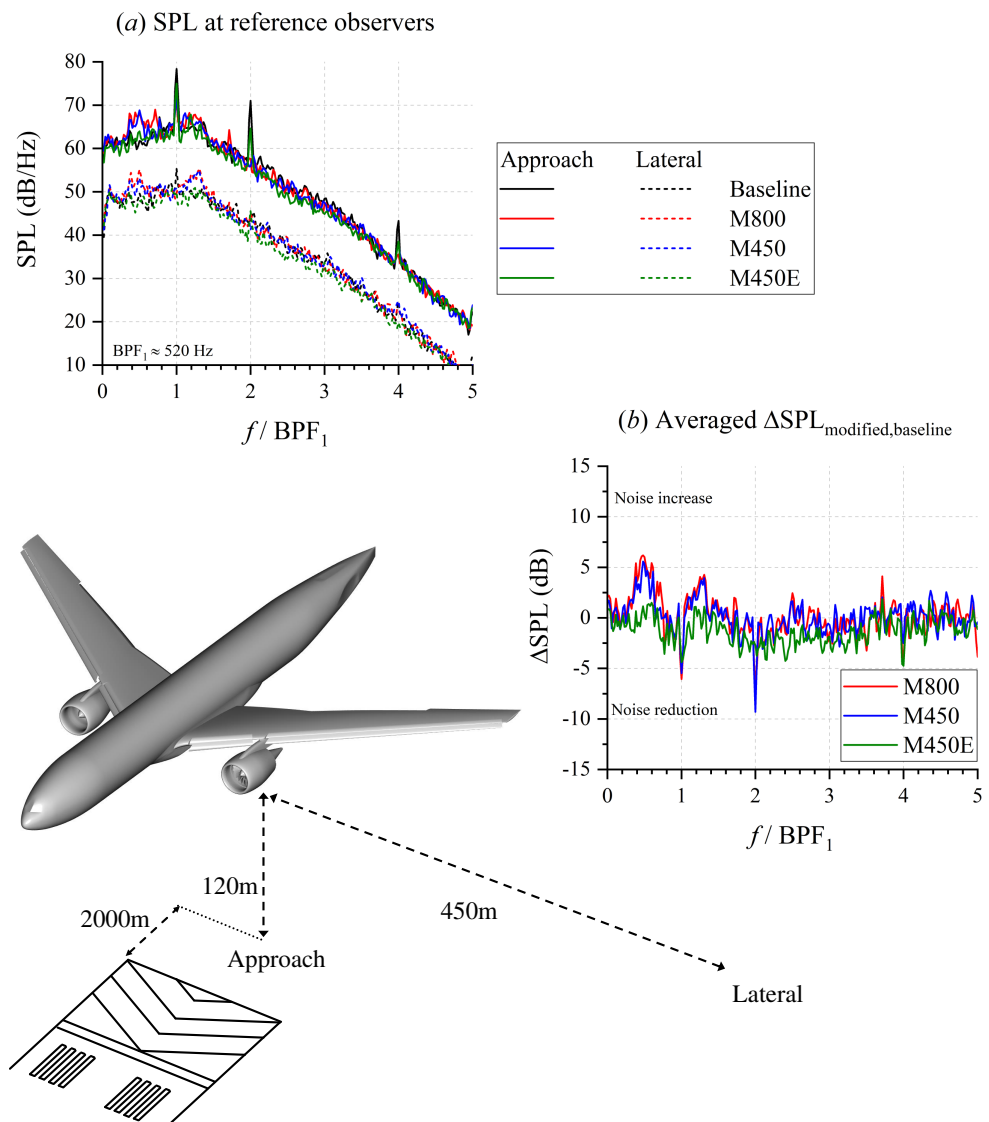 (a) SPL at reference observers
80
70
60
50
40
30
20
10
SPL (dB/Hz)
BPF1 ≈ 520 Hz
0 1 2 3 4 5
f / BPF1
Approach Lateral
Baseline
M800
M450
M450E
(b) Averaged ΔSPLmodified,baseline
15
10
5
0
-5
-10
-15
ΔSPL (dB)
Noise increase
Noise reduction
M800
M450
M450E
0 1 2 3 4 5
f / BPF1
120m
450m
2000m
Approach
Lateral